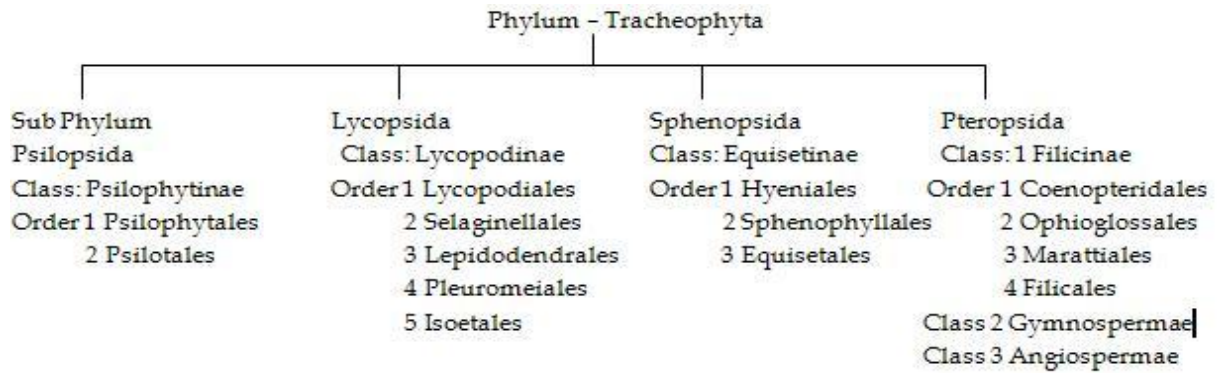 Phylum – Tracheophyta
Sub Phylum
Psilopsida
Class: Psilophytinae
Order 1 Psilophytales
2 Psilotales
Lycopsida
Class: Lycopodinae
Order 1 Lycopodiales
2 Selaginellales
3 Lepidodendrales
4 Pleuromeiales
5 Isoetales
Sphenopsida
Class: Equisetinae
Order 1 Hyeniales
2 Sphenophyllales
3 Equisetales
Pteropsida
Class: 1 Filicinae
Order 1 Coenopteridales
2 Ophioglossales
3 Marattiales
4 Filicales
Class 2 Gymnospermae
Class 3 Angiospermae